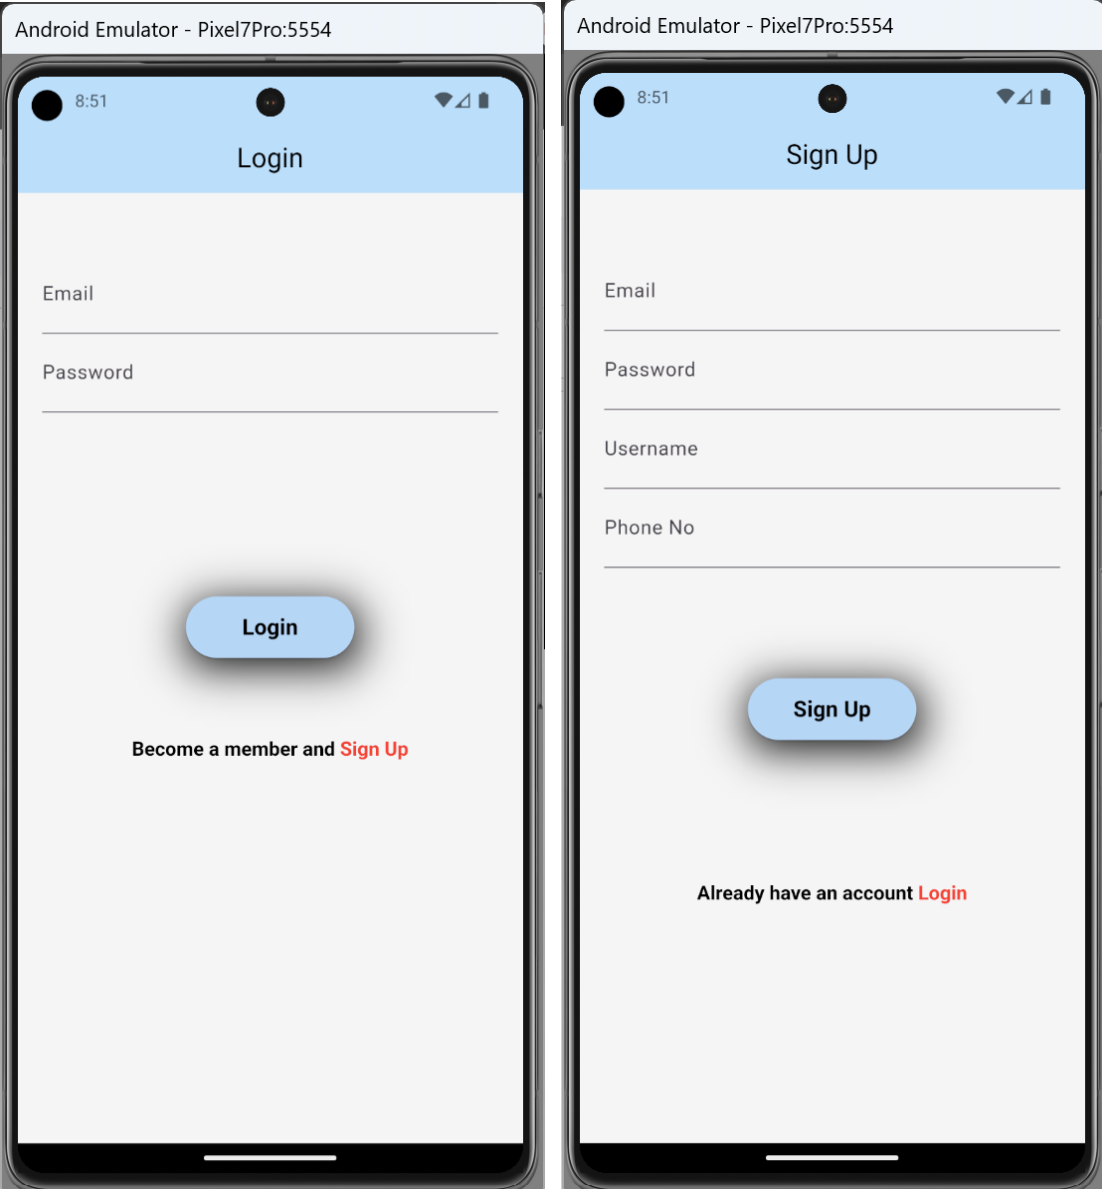 Android Emulator - Pixel7Pro:5554
8:51
Login
Email
Password
Login
Become a member and Sign Up
Android Emulator - Pixel7Pro:5554
8:51
Sign Up
Email
Password
Username
Phone No
Sign Up
Already have an account Login